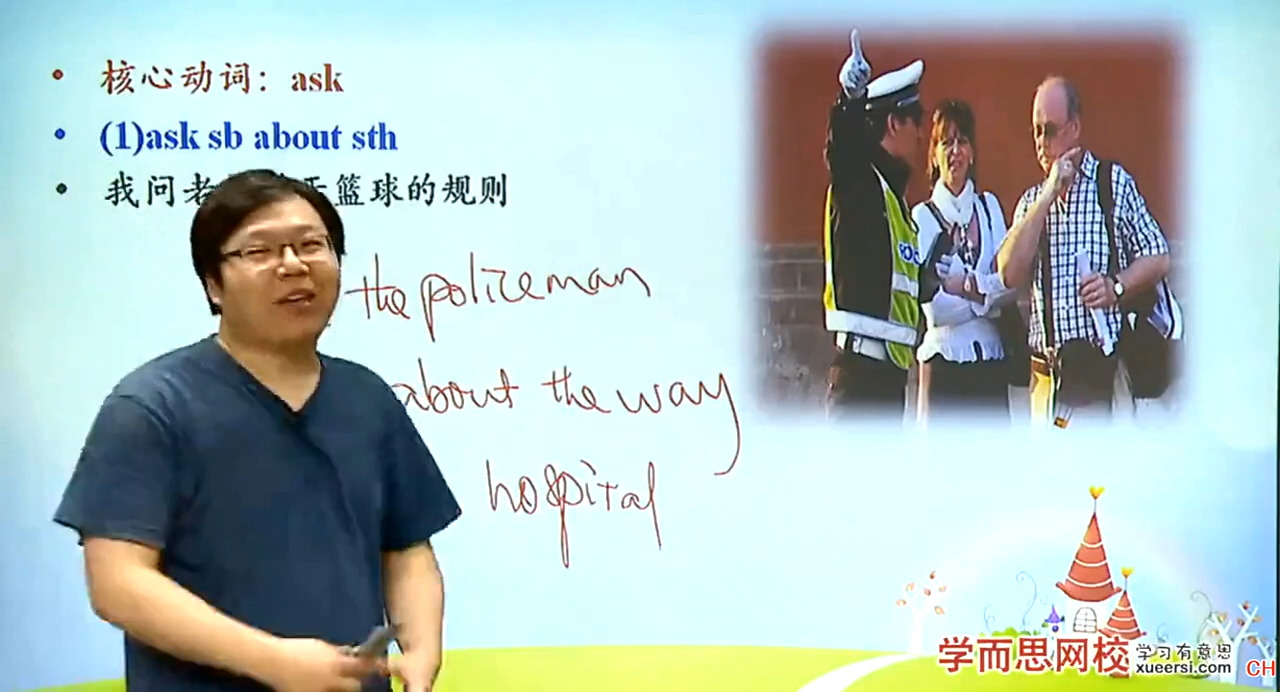 核心动词：ask
(1)ask sb about sth
我问老 篮球的规则
the policeman
about the way
hospital
POL
学而思网校
学习有意思
xueersi.com
CH